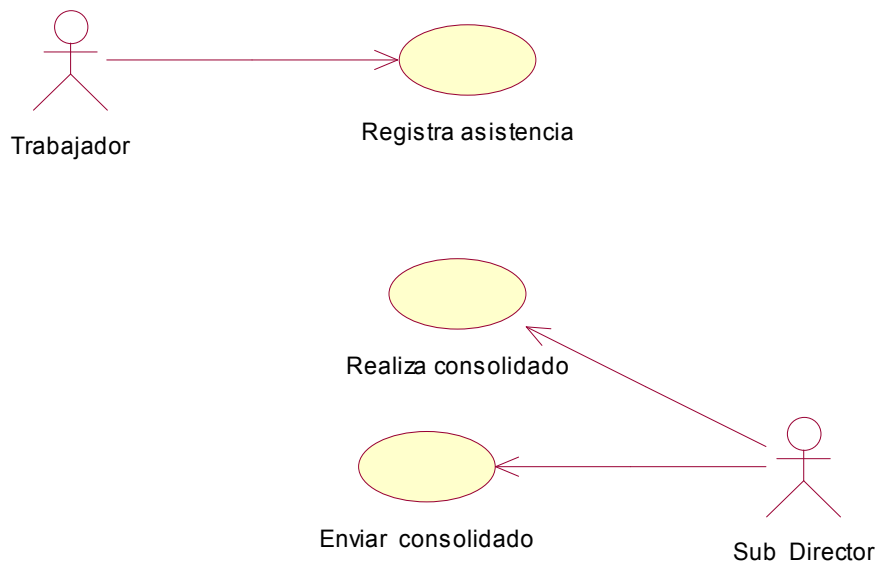 Registra asistencia
Trabajador
Realiza consolidado
Enviar consolidado
Sub Director